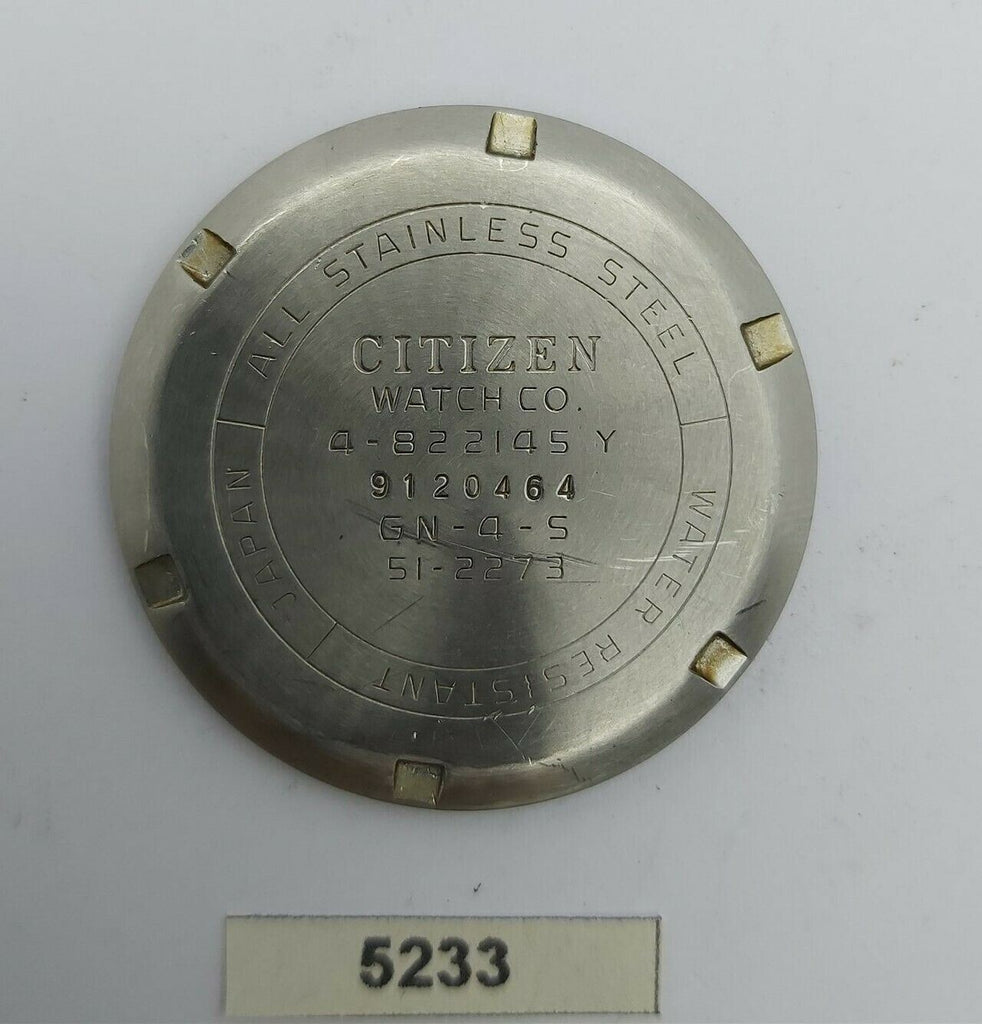 ALL STAINLESS STEEL
WATER RESISTANT
JAPAN
CITIZEN
WATCH CO.
4-822145 Y
9120464
GN-4-S
51-2273
5233